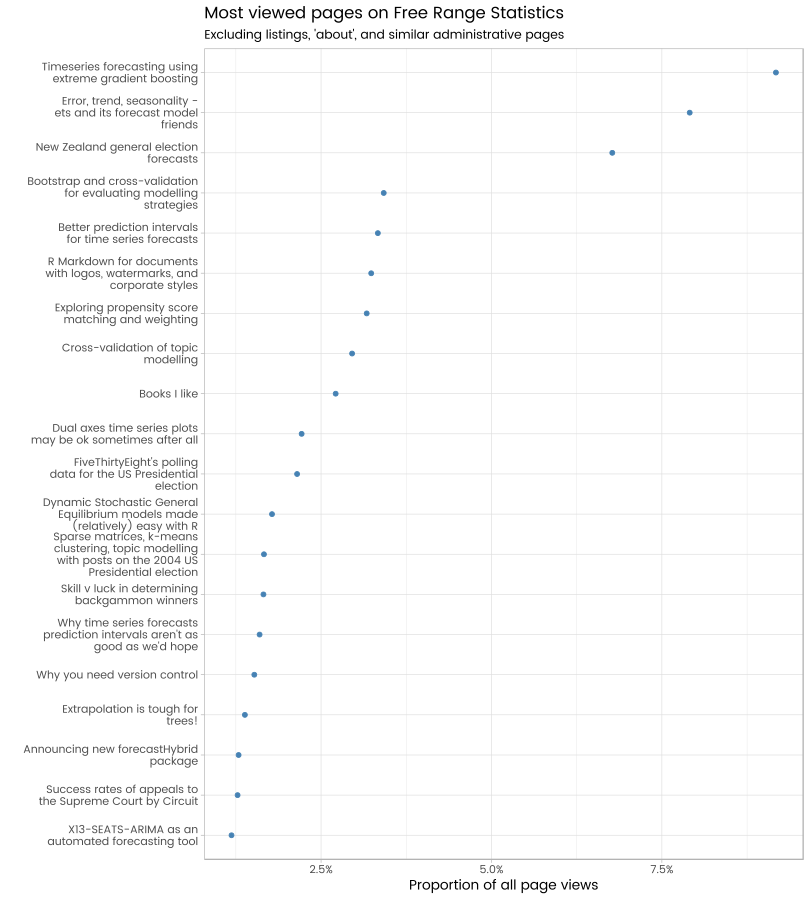 Most viewed pages on Free Range Statistics
Excluding listings, 'about', and similar administrative pages
Timeseries forecasting using
extreme gradient boosting
Error, trend, seasonality -
ets and its forecast model
friends
New Zealand general election
forecasts
Bootstrap and cross-validation
for evaluating modelling
strategies
Better prediction intervals
for time series forecasts
R Markdown for documents
with logos, watermarks, and
corporate styles
Exploring propensity score
matching and weighting
Cross-validation of topic
modelling
Books I like
Dual axes time series plots
may be ok sometimes after all
FiveThirtyEight's polling
data for the US Presidential
election
Dynamic Stochastic General
Equilibrium models made
(relatively) easy with R
Sparse matrices, k-means
clustering, topic modelling
with posts on the 2004 US
Presidential election
Skill v luck in determining
backgammon winners
Why time series forecasts
prediction intervals aren't as
good as we'd hope
Why you need version control
Extrapolation is tough for
trees!
Announcing new forecastHybrid
package
Success rates of appeals to
the Supreme Court by Circuit
X13-SEATS-ARIMA as an
automated forecasting tool
2.5% 5.0% 7.5%
Proportion of all page views